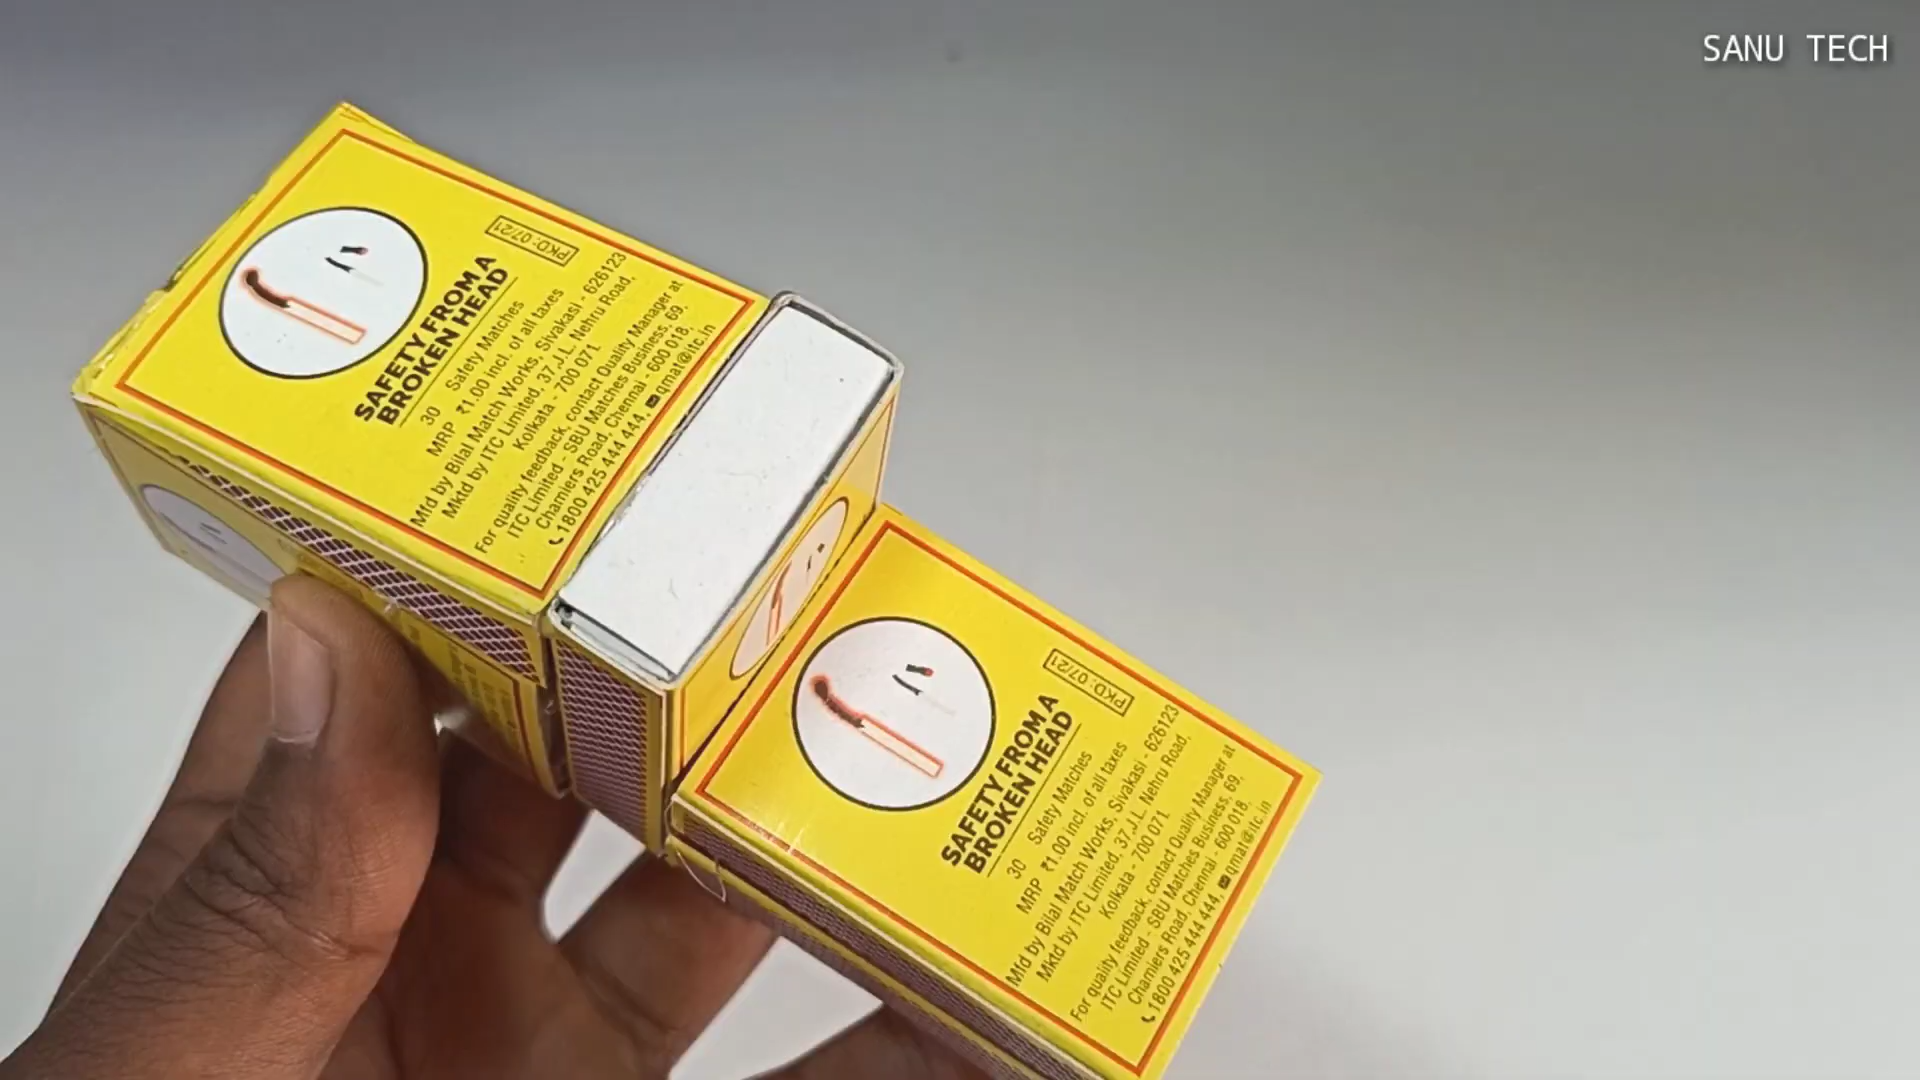 SANU TECH
PKD: 07/21
SAFETY FROM A
BROKEN HEAD
30 Safety Matches
MRP ₹1.00 incl. of all taxes
Mfd by Bilal Match Works, Sivakasi - 626123
Mktd by ITC Limited, 37,J.L. Nehru Road,
Kolkata - 700 071.
For quality feedback, contact Quality Manager at
ITC Limited - SBU Matches Business, 69,
Chamiers Road, Chennai - 600 018.
1800 425 444 444, qmat@itc.in
PKD: 07/21
SAFETY FROM A
BROKEN HEAD
30 Safety Matches
MRP ₹1.00 incl. of all taxes
Mfd by Bilal Match Works, Sivakasi - 626123
Mktd by ITC Limited, 37,J.L. Nehru Road,
Kolkata - 700 071.
For quality feedback, contact Quality Manager at
ITC Limited - SBU Matches Business, 69,
Chamiers Road, Chennai - 600 018.
1800 425 444 444, qmat@itc.in